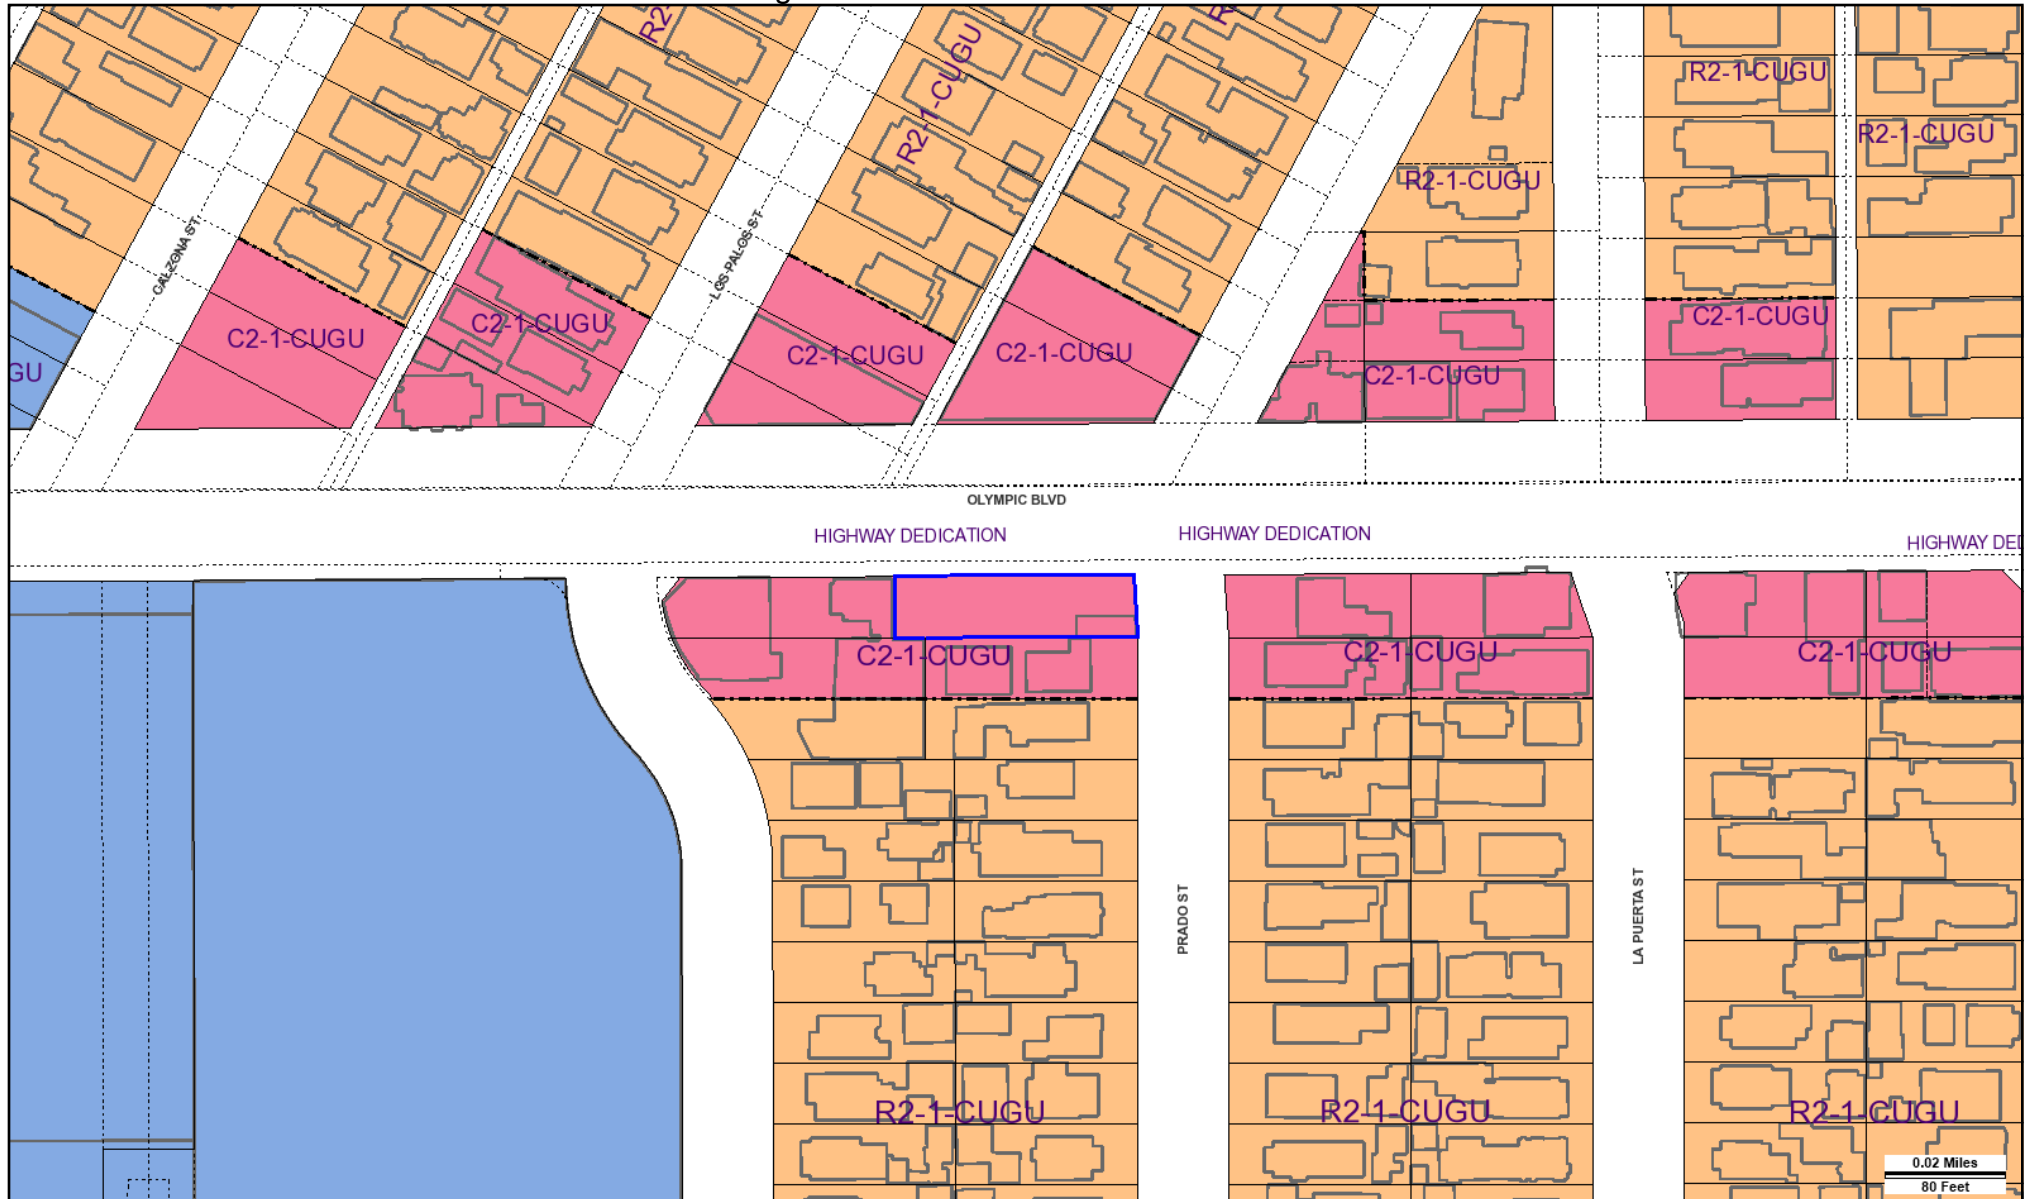 R2-1-CUGU
R2-1-CUGU
R2-1-CUGU
R2-1-CUGU
CALZONA ST
LOS PALOS ST
C2-1-CUGU
C2-1-CUGU
C2-1-CUGU
C2-1-CUGU
C2-1-CUGU
C2-1-CUGU
GU
OLYMPIC BLVD
HIGHWAY DEDICATION
HIGHWAY DEDICATION
HIGHWAY DED
C2-1-CUGU
C2-1-CUGU
C2-1-CUGU
PRADO ST
LA PUERTA ST
R2-1-CUGU
R2-1-CUGU
R2-1-CUGU
0.02 Miles
80 Feet